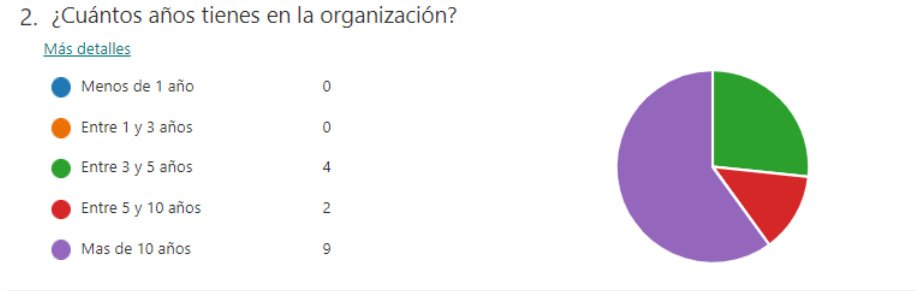 2. ¿Cuántos años tienes en la organización?
Más detalles
Menos de 1 año 0
Entre 1 y 3 años 0
Entre 3 y 5 años 4
Entre 5 y 10 años 2
Mas de 10 años 9